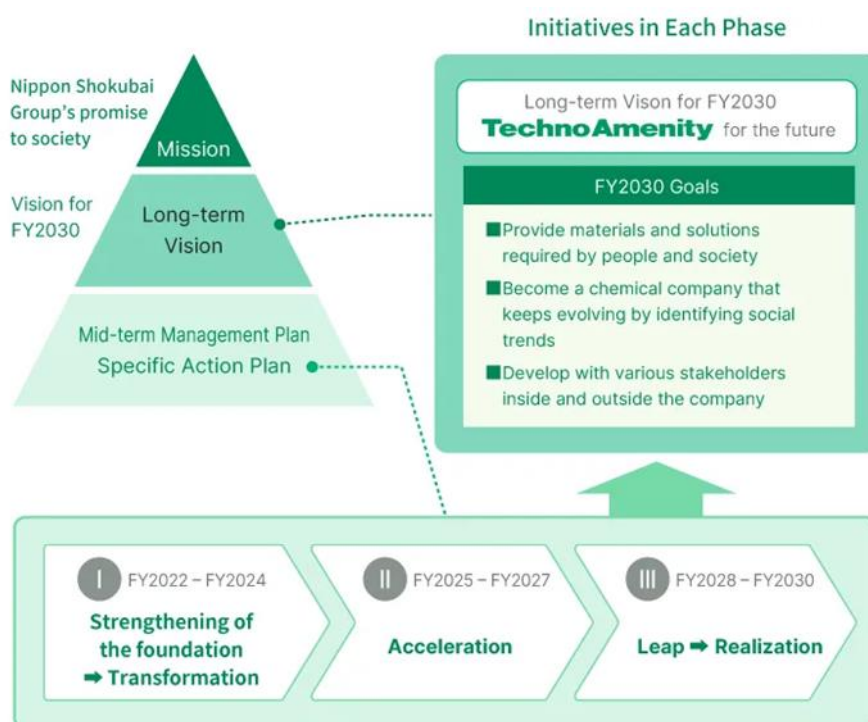 Initiatives in Each Phase
Nippon Shokubai
Group's promise
to society
Mission
Vision for
FY2030
Long-term
Vision
Mid-term Management Plan
Specific Action Plan
Long-term Vison for FY2030
TechnoAmenity for the future
FY2030 Goals
■Provide materials and solutions
required by people and society
■Become a chemical company that
keeps evolving by identifying social
trends
■Develop with various stakeholders
inside and outside the company
I FY2022 – FY2024
Strengthening of
the foundation
➡ Transformation
II FY2025 – FY2027
Acceleration
III FY2028 – FY2030
Leap ➡ Realization